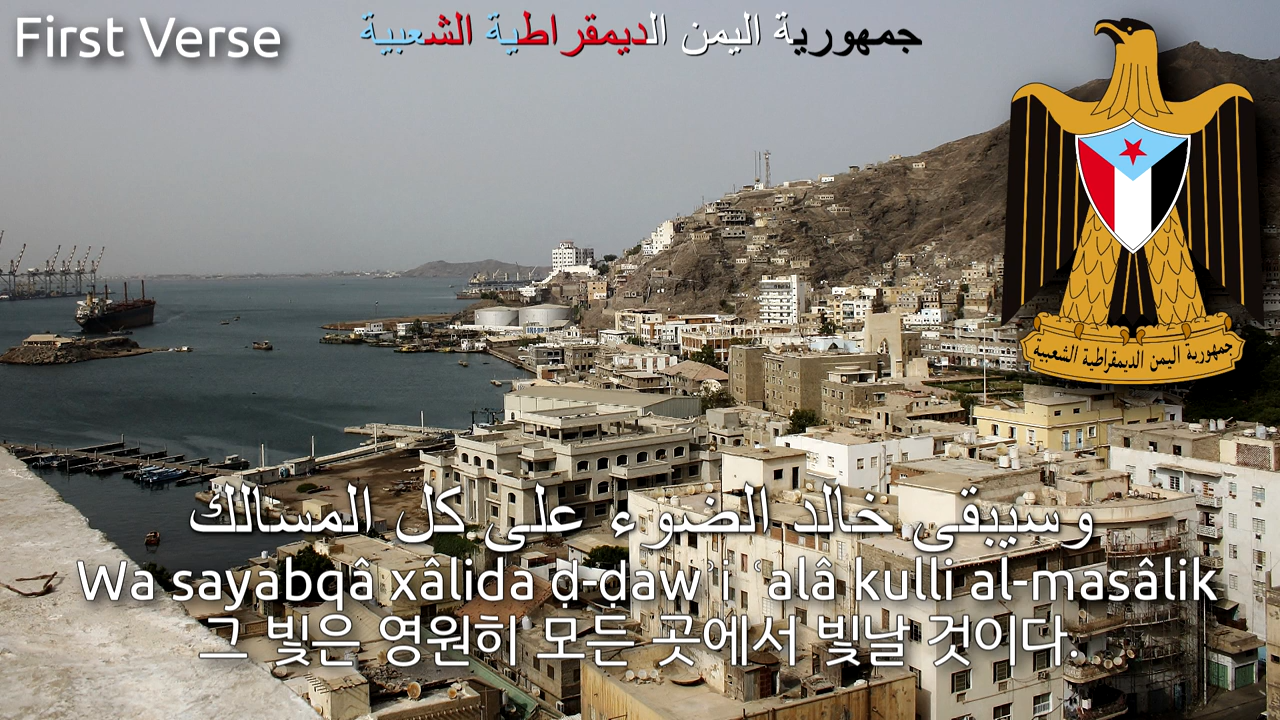 First Verse
جمهورية اليمن الديمقراطية الشعبية
جمهورية اليمن الديمقراطية الشعبية
وسيبقى خالد الضوء على كل المسالك
Wa sayabqâ xâlida ḍ-ḍawʾi ʿalâ kulli al-masâlik
그 빛은 영원히 모든 곳에서 빛날 것이다.